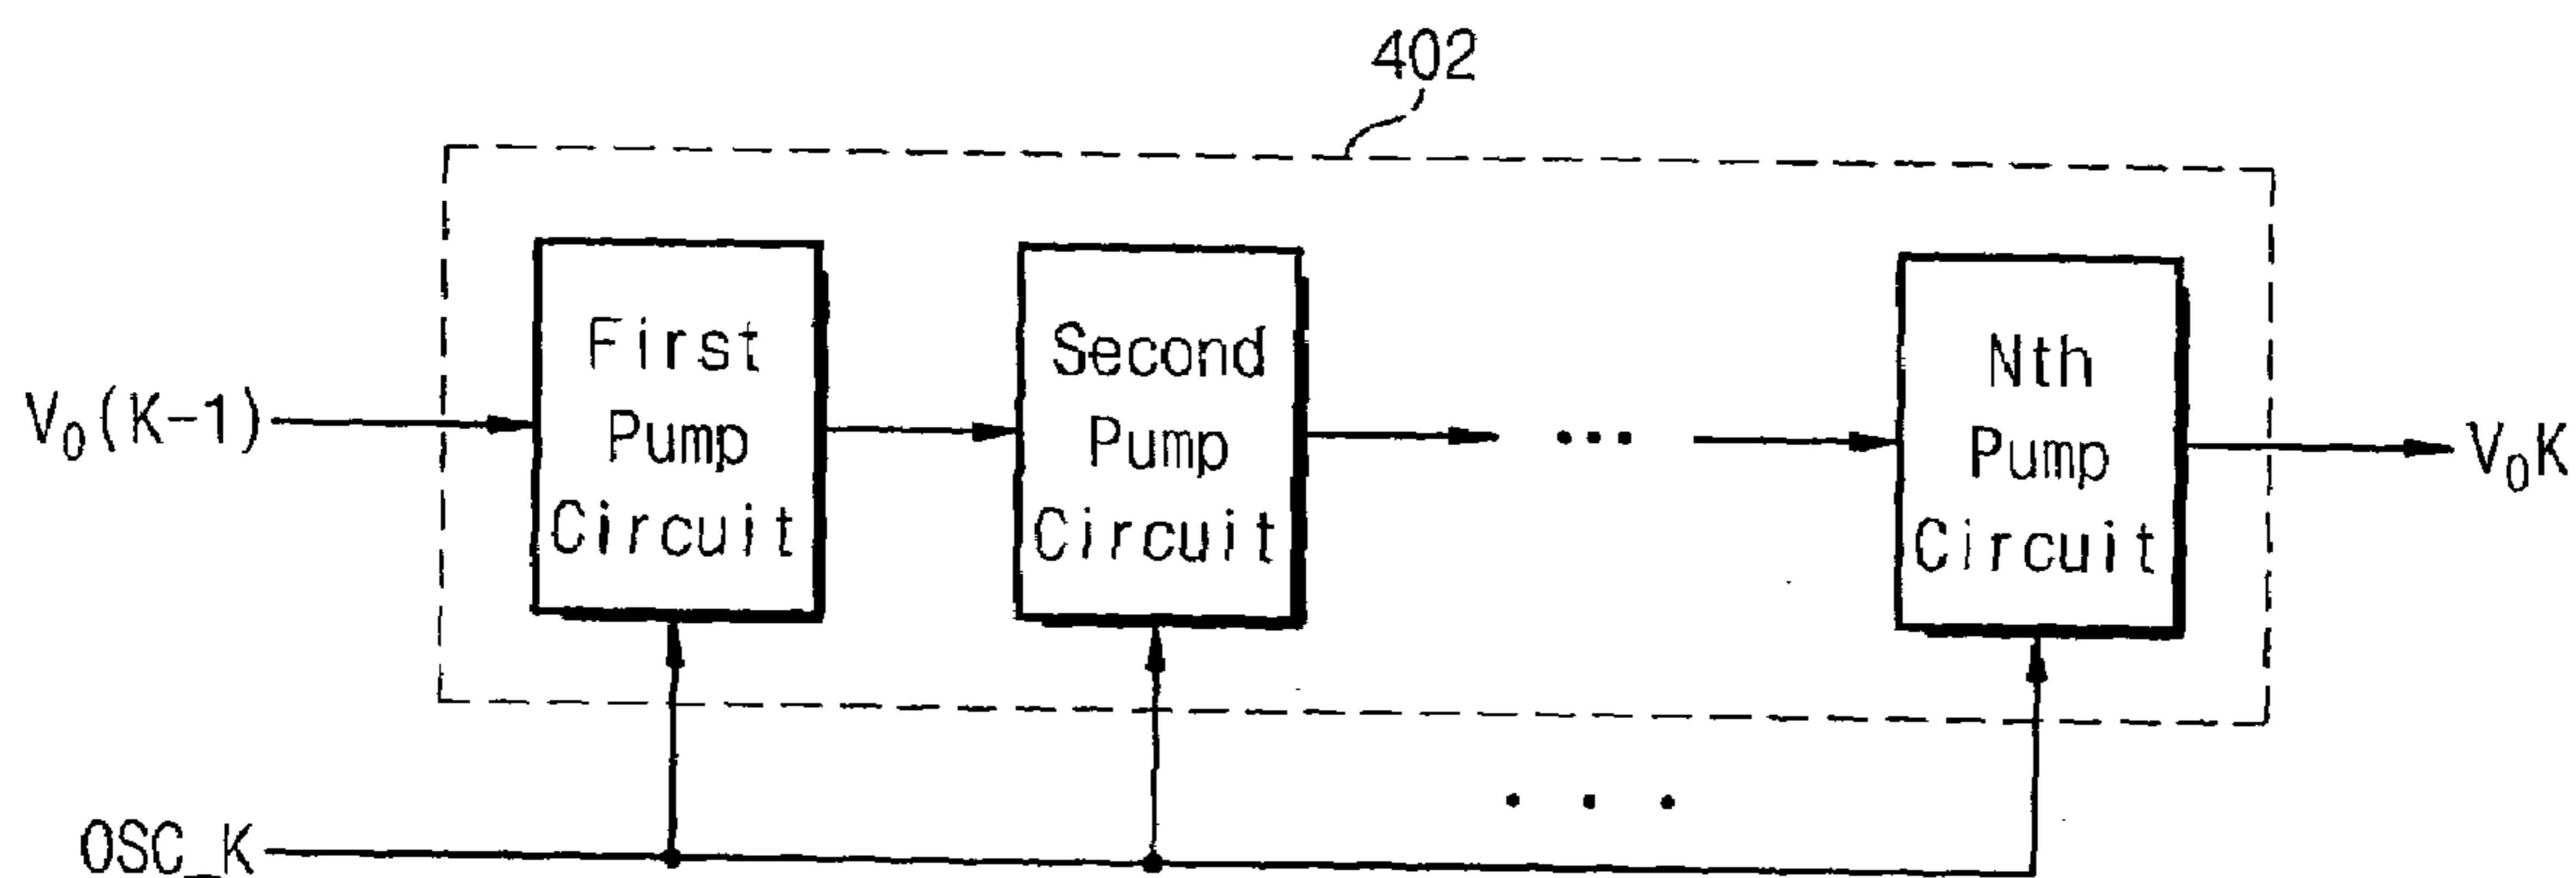 402
First
Pump
Circuit
Second
Pump
Circuit
...
Nth
Pump
Circuit
V₀(K-1)
V₀K
. . .
OSC_K